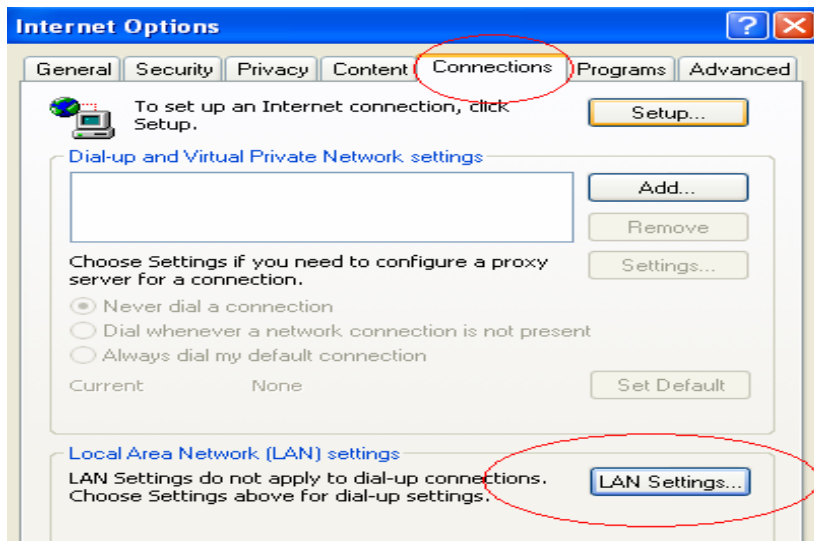 Internet Options
General Security Privacy Content Connections Programs Advanced
To set up an Internet connection, click
Setup.
Setup...
Dial-up and Virtual Private Network settings
Add...
Remove
Choose Settings if you need to configure a proxy
server for a connection.
Settings...
Never dial a connection
Dial whenever a network connection is not present
Always dial my default connection
Current None Set Default
Local Area Network (LAN) settings
LAN Settings do not apply to dial-up connections.
Choose Settings above for dial-up settings.
LAN Settings...